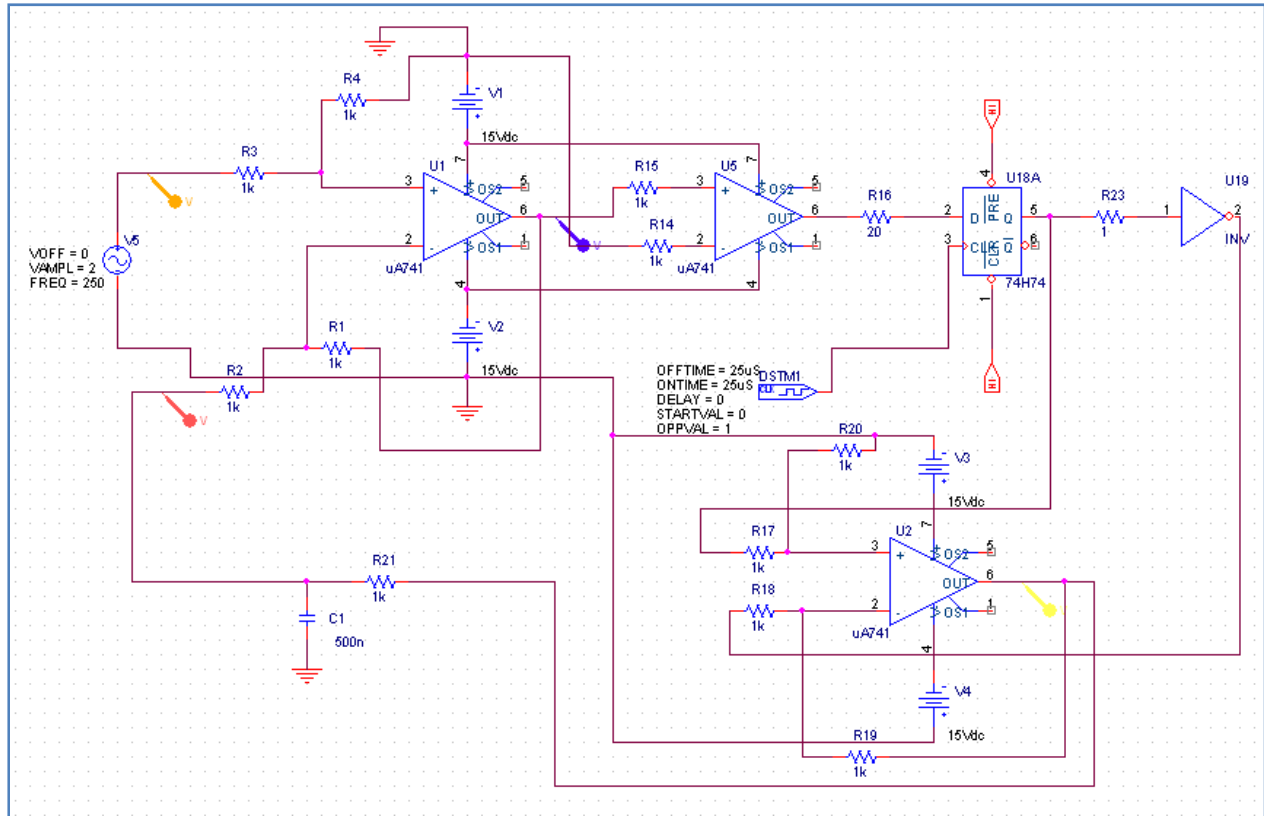 R4
1k
V1
15Vdc
HI
R3
1k
7
U1
3
+
OS2
5
OUT
6
2
-
OS1
1
uA741
4
V
V5
VOFF = 0
VAMPL = 2
FREQ = 250
R15
1k
R14
1k
V
U5
7
3
+
OS2
5
OUT
6
2
-
OS1
1
uA741
4
R16
20
4
U18A
2
D
PRE
Q
5
3
CLK
CLR
Q
6
74H74
1
HI
R23
1
1
U19
2
INV
R1
1k
V2
15Vdc
R2
1k
V
OFFTIME = 25uS
ONTIME = 25uS
DELAY = 0
STARTVAL = 0
OPPVAL = 1
DSTM1
CLK
R20
1k
V3
15Vdc
R17
1k
7
U2
3
+
OS2
5
OUT
6
R18
1k
2
-
OS1
1
uA741
4
R21
1k
C1
500n
V4
15Vdc
R19
1k